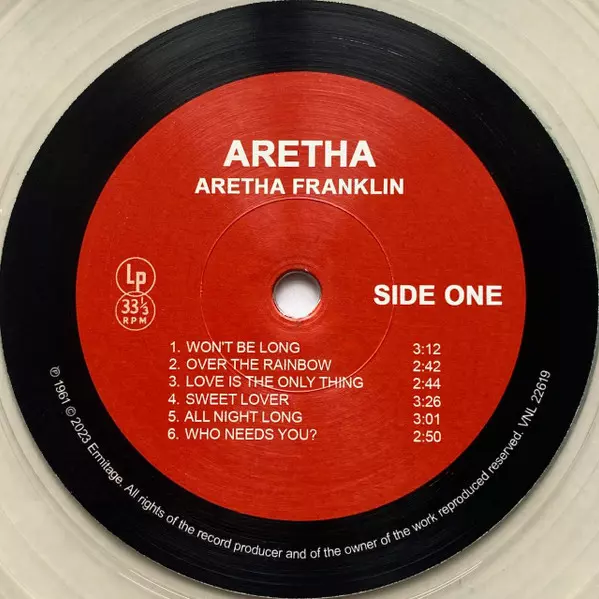 ARETHA
ARETHA FRANKLIN
Lp
33 1/3
RPM
SIDE ONE
1. WON'T BE LONG 3:12
2. OVER THE RAINBOW 2:42
3. LOVE IS THE ONLY THING 2:44
4. SWEET LOVER 3:26
5. ALL NIGHT LONG 3:01
6. WHO NEEDS YOU? 2:50
℗ 1961 © 2023 Ermitage. All rights of the record producer and of the owner of the work reproduced reserved. VNL 22619